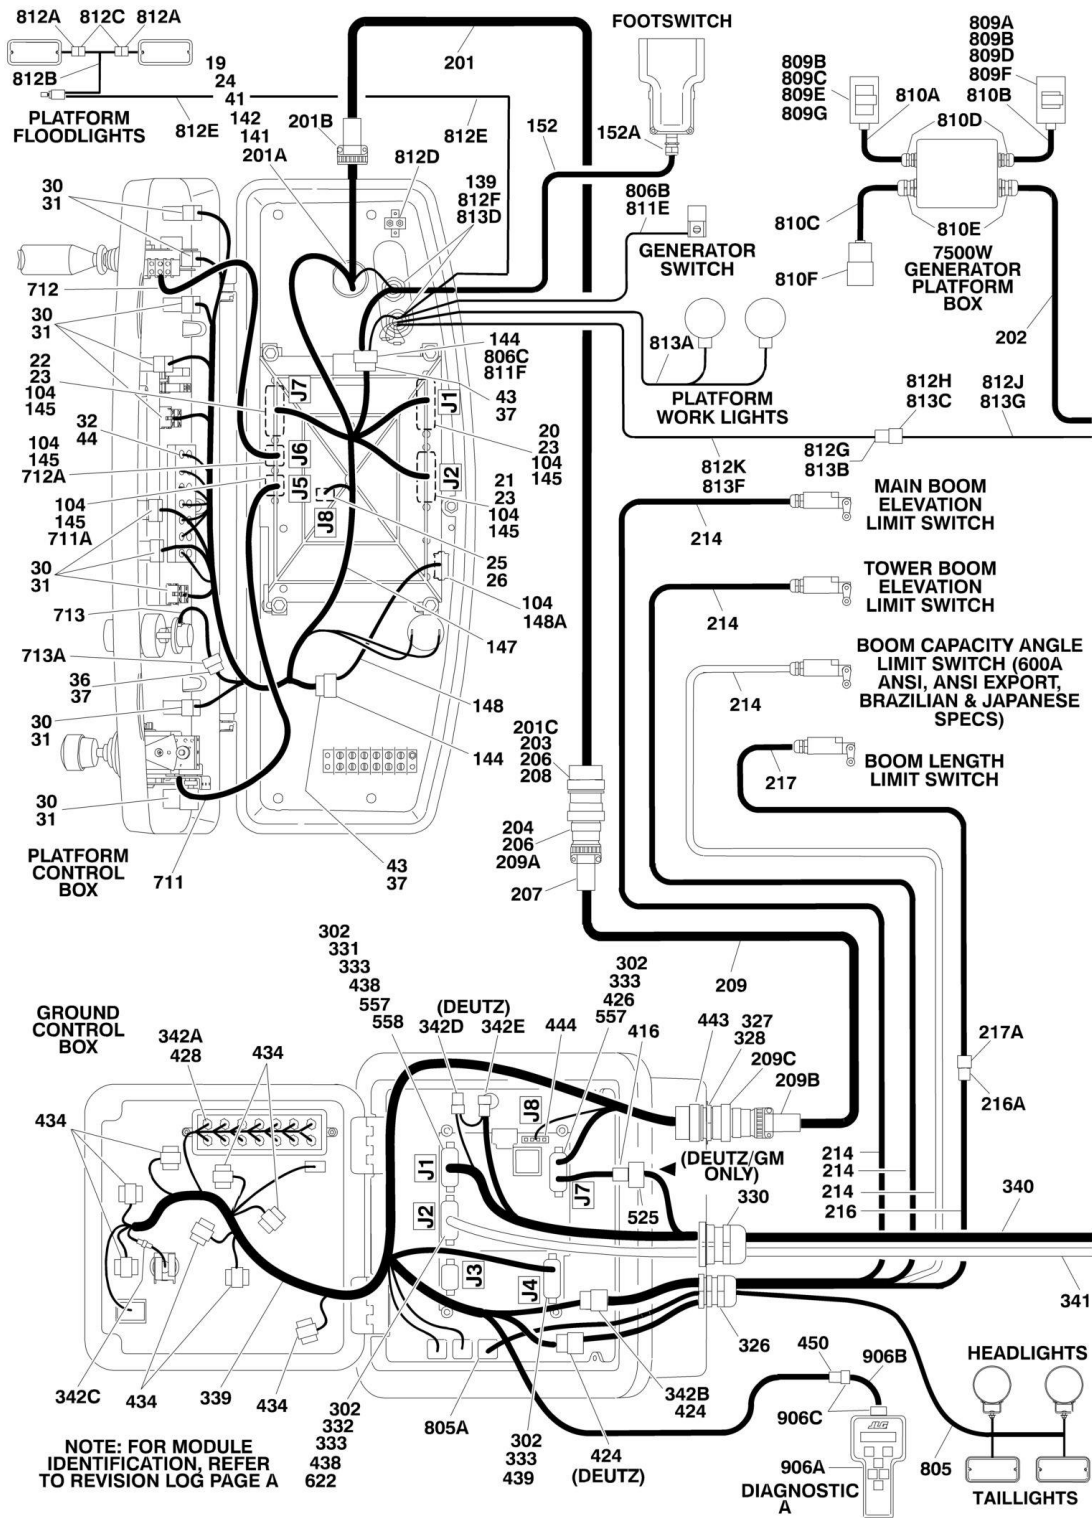 812A 812C 812A
812B
PLATFORM
FLOODLIGHTS
812E
19
24
41
142
141
201A
201B
201
812E
812D
FOOTSWITCH
152
152A
139
812F
813D
806B
811E
GENERATOR
SWITCH
809B
809C
809E
809G
809A
809B
809D
809F
810A
810B
810D
810C
810E
810F
7500W
GENERATOR
PLATFORM
BOX
202
30
31
712
30
31
22
23
104
145
32
44
104
145
712A
104
145
711A
30
31
713
713A
36
37
30
31
30
31
PLATFORM
CONTROL
BOX
711
J7
J1
J6
J5
J2
J8
144
806C
811F
43
37
813A
PLATFORM
WORK LIGHTS
20
23
104
145
21
23
104
145
25
26
104
148A
147
148
144
43
37
812H
813C
812J
813G
812G
813B
812K
813F
214
MAIN BOOM
ELEVATION
LIMIT SWITCH
214
TOWER BOOM
ELEVATION
LIMIT SWITCH
214
BOOM CAPACITY ANGLE
LIMIT SWITCH (600A
ANSI, ANSI EXPORT,
BRAZILIAN & JAPANESE
SPECS)
217
BOOM LENGTH
LIMIT SWITCH
201C
203
206
208
204
206
209A
207
209
GROUND
CONTROL
BOX
302
331
333
438
557
558
(DEUTZ)
342D 342E
444
302
333
426
557
416
443
327
328
209C
209B
217A
216A
342A
428
434
434
J8
J1
J2
J7
J3
J4
(DEUTZ/GM
ONLY)
525
330
214
214
214
216
340
341
326
342C
434
339
434
302
332
333
438
622
805A
302
333
439
342B
424
424
(DEUTZ)
450
906B
906C
906A
JLG
DIAGNOSTIC
A
HEADLIGHTS
805
TAILLIGHTS
NOTE: FOR MODULE
IDENTIFICATION, REFER
TO REVISION LOG PAGE A